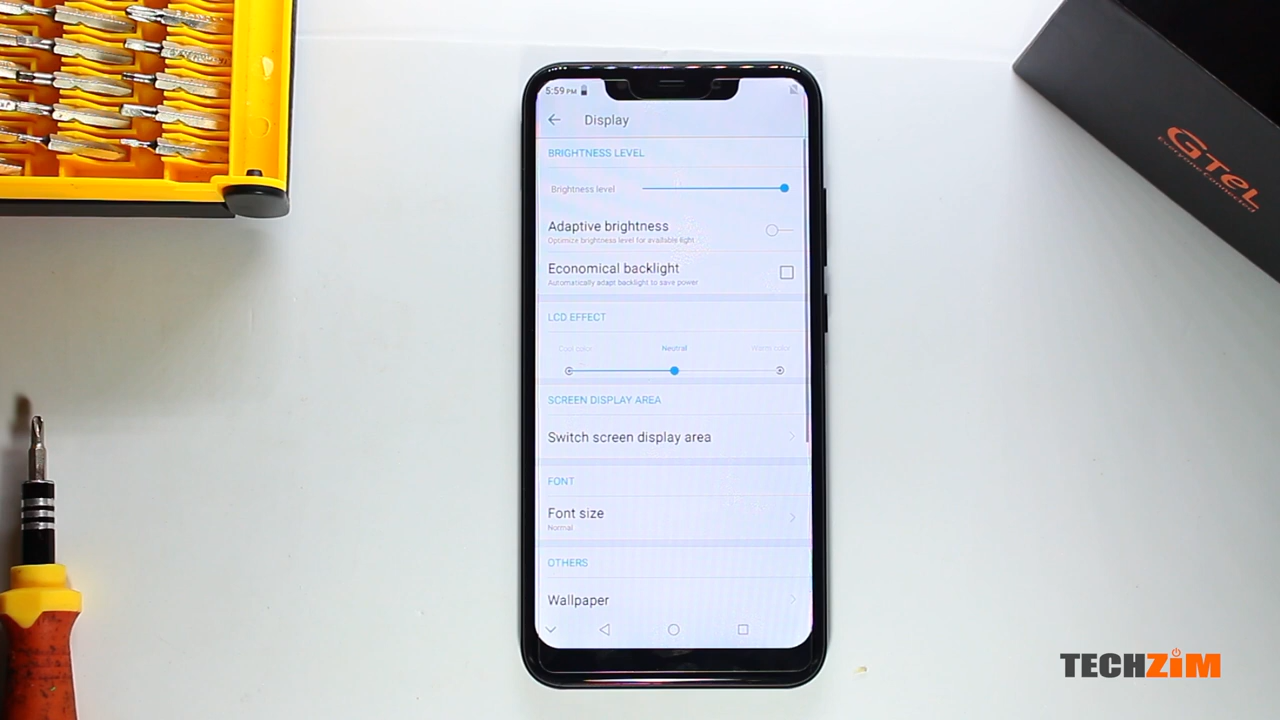 5:59 PM
Display
BRIGHTNESS LEVEL
Brightness level
Adaptive brightness
Optimize brightness level for available light
Economical backlight
Automatically adapt backlight to save power
LCD EFFECT
Cool color Neutral Warm color
SCREEN DISPLAY AREA
Switch screen display area
FONT
Font size
Normal
OTHERS
Wallpaper
GTeL
Everyone Connected
TECHZiM